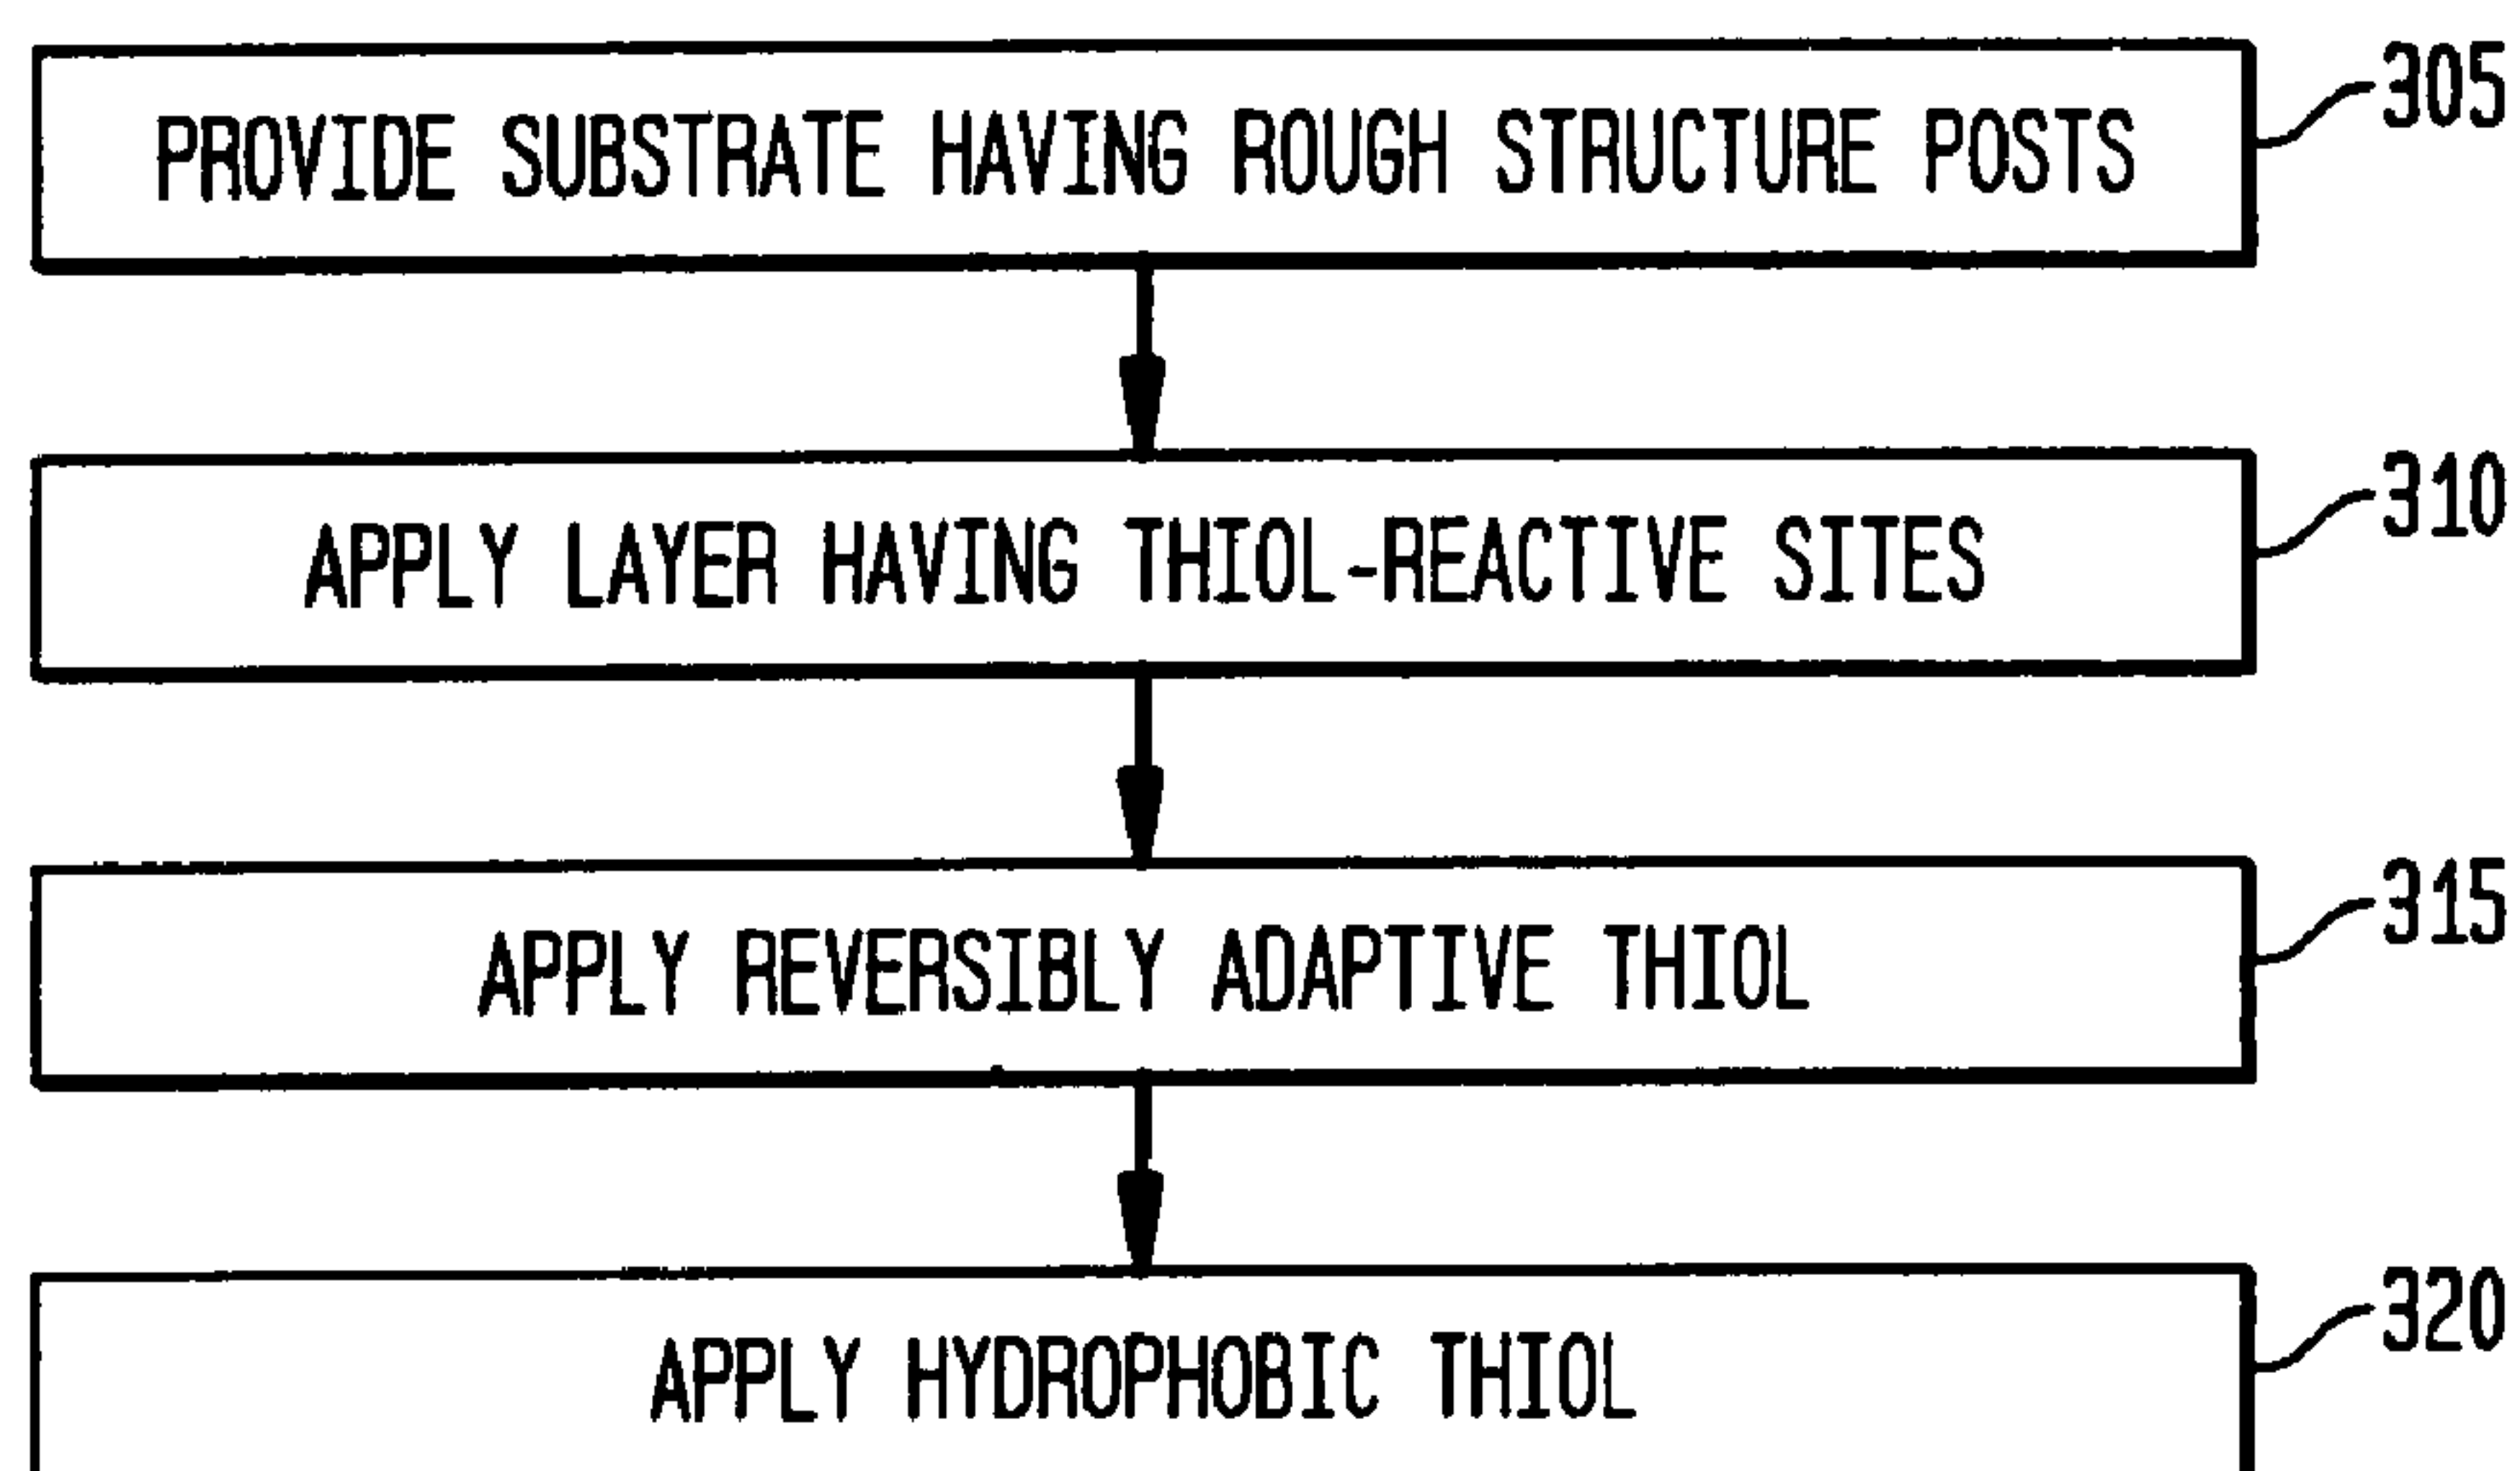 PROVIDE SUBSTRATE HAVING ROUGH STRUCTURE POSTS
305
APPLY LAYER HAVING THIOL-REACTIVE SITES
310
APPLY REVERSIBLY ADAPTIVE THIOL
315
APPLY HYDROPHOBIC THIOL
320